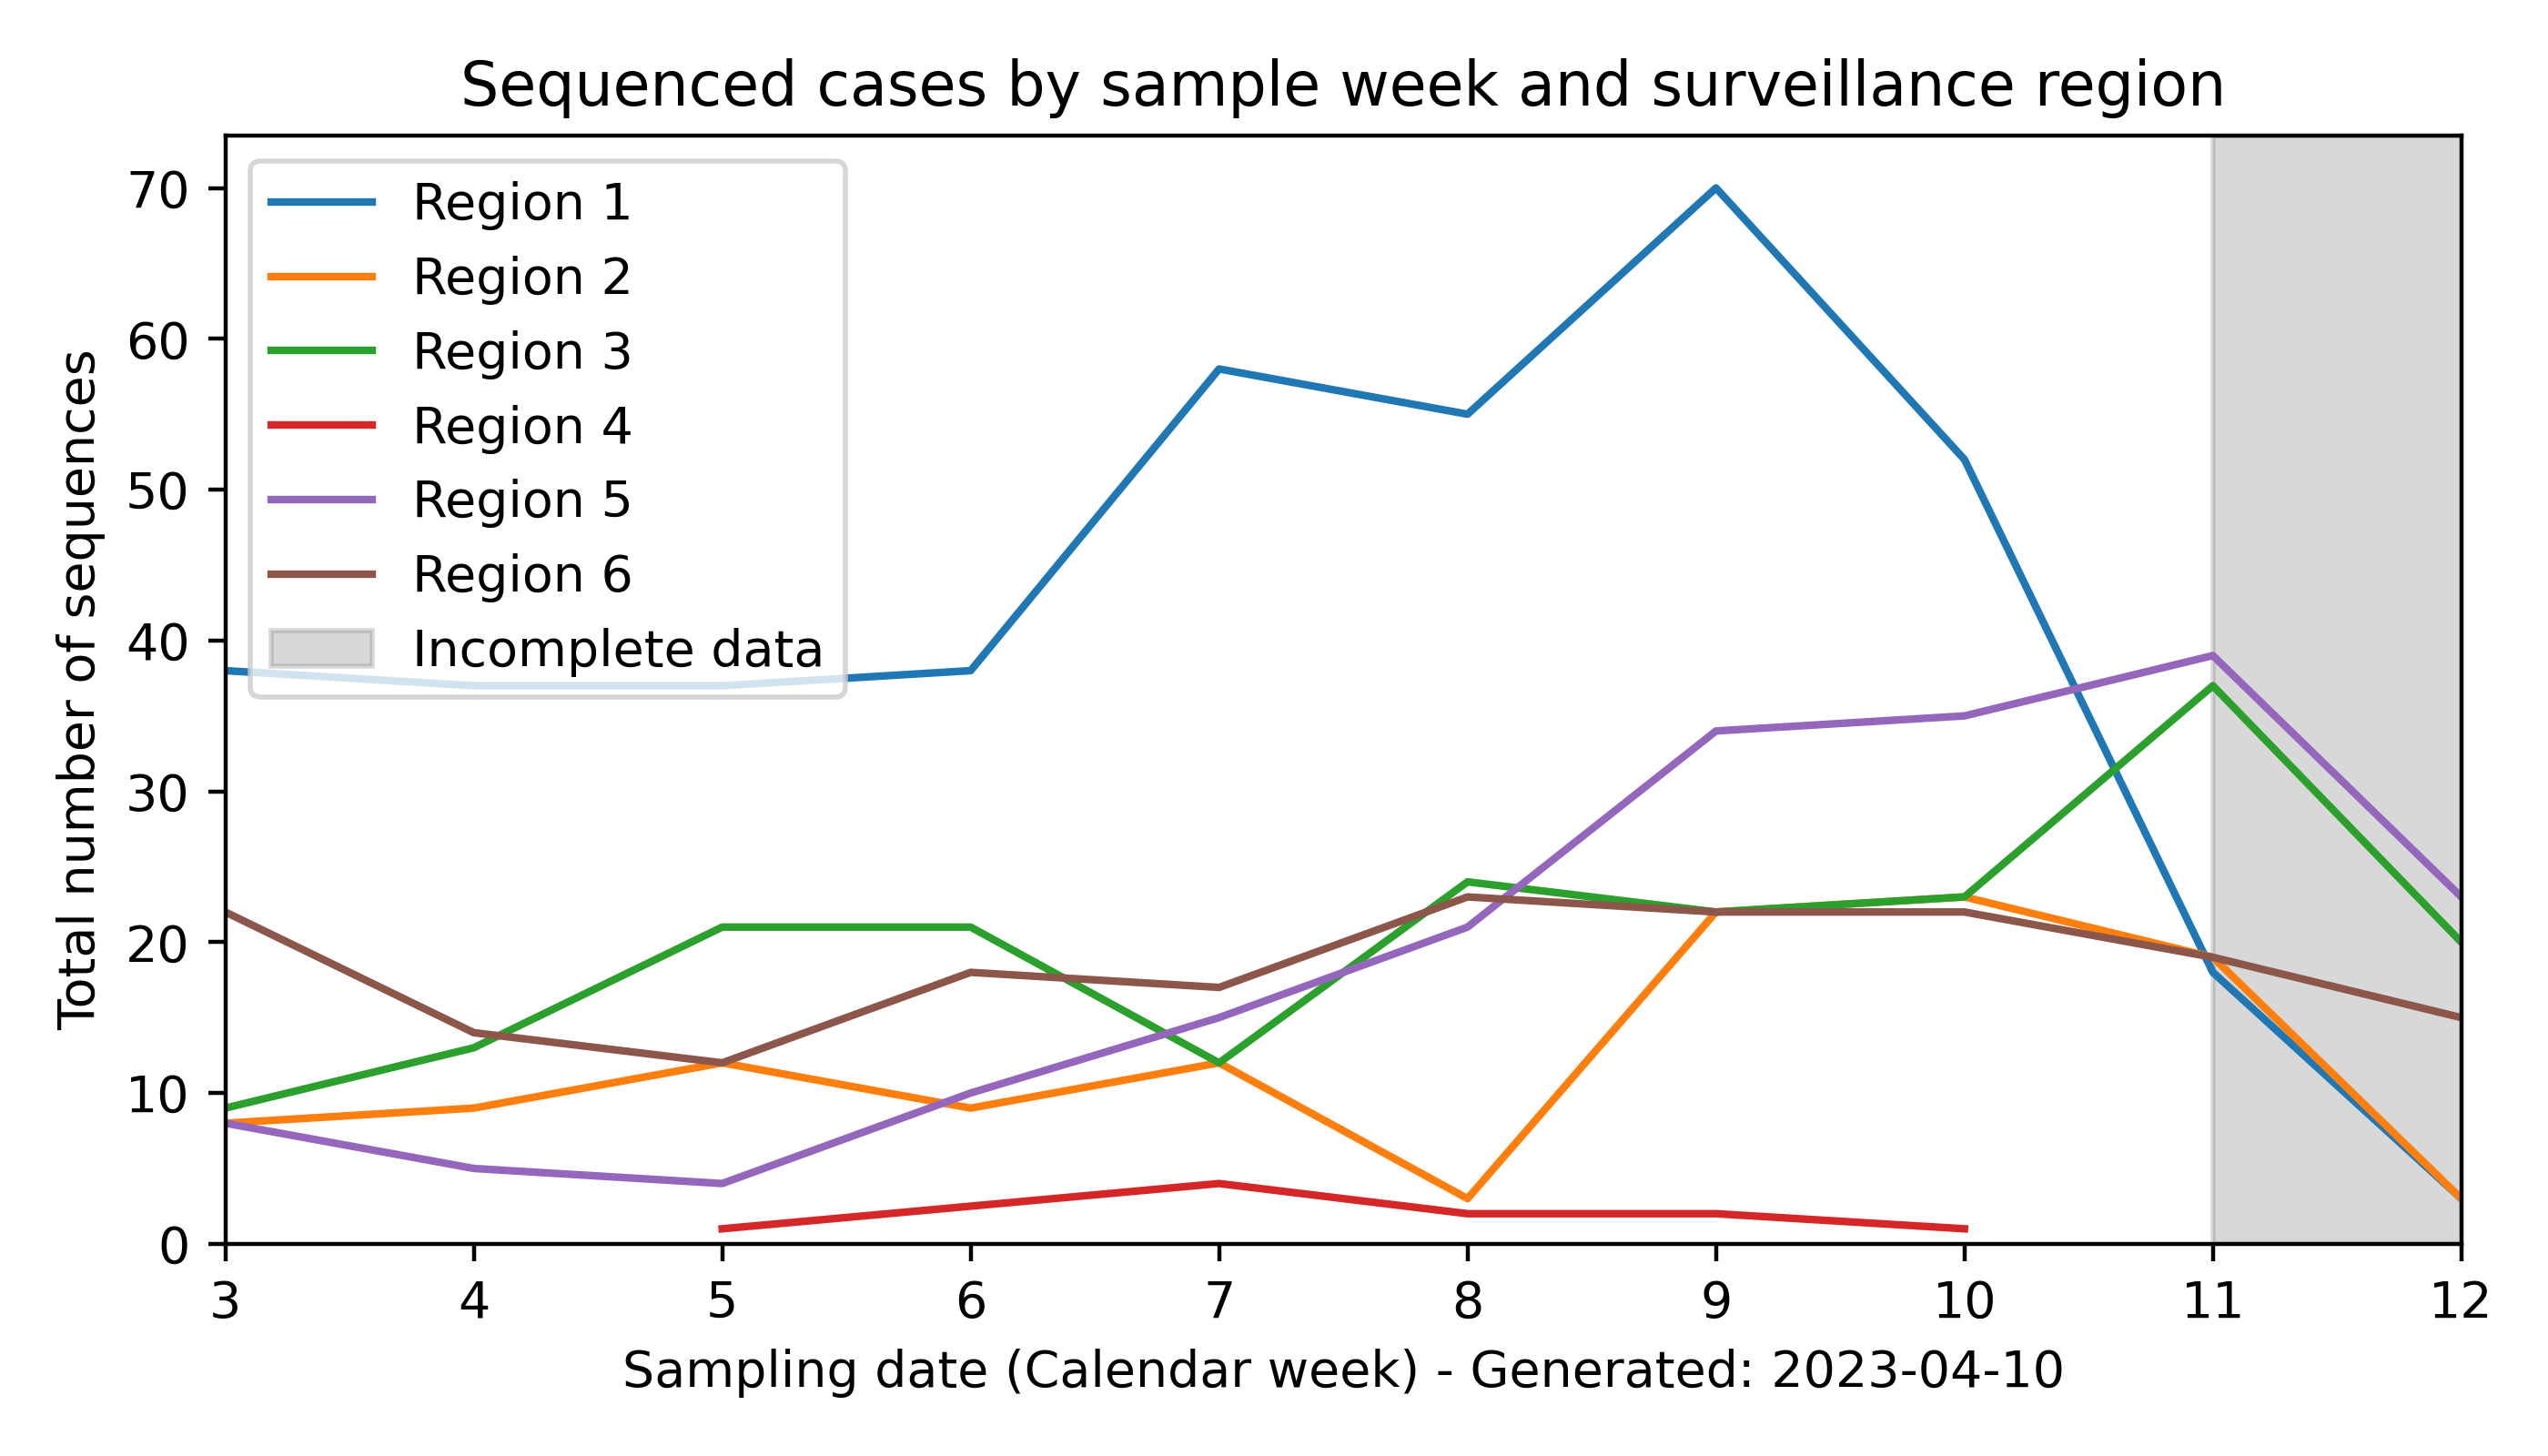 Sequenced cases by sample week and surveillance region
70
60
50
40
30
20
10
0
Total number of sequences
Region 1
Region 2
Region 3
Region 4
Region 5
Region 6
Incomplete data
3 4 5 6 7 8 9 10 11 12
Sampling date (Calendar week) - Generated: 2023-04-10